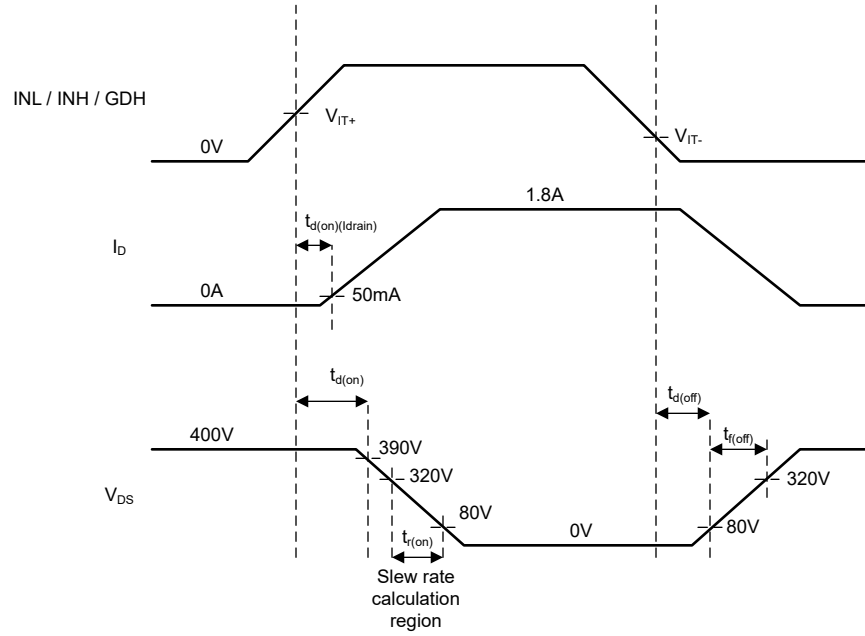 INL / INH / GDH
V_IT+
V_IT-
0V
1.8A
t_d(on)(Idrain)
I_D
0A
50mA
t_d(on)
t_d(off)
t_f(off)
400V
390V
320V
320V
V_DS
80V
0V
80V
t_r(on)
Slew rate
calculation
region